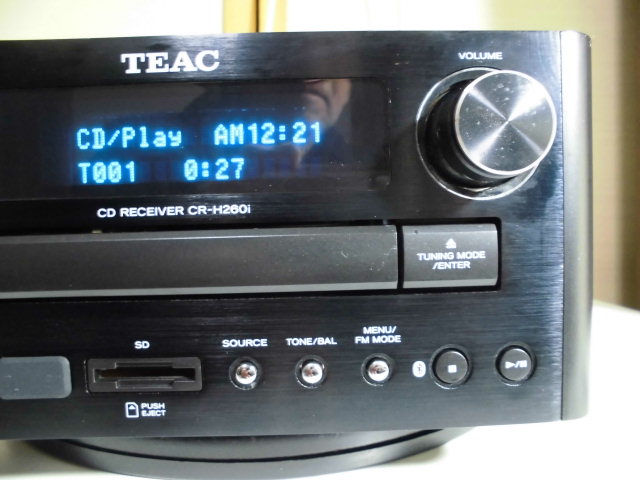 TEAC
VOLUME
CD/Play AM12:21
T001 0:27
CD RECEIVER CR-H260i
TUNING MODE
/ENTER
SD
SOURCE
TONE/BAL
MENU/
FM MODE
PUSH
EJECT